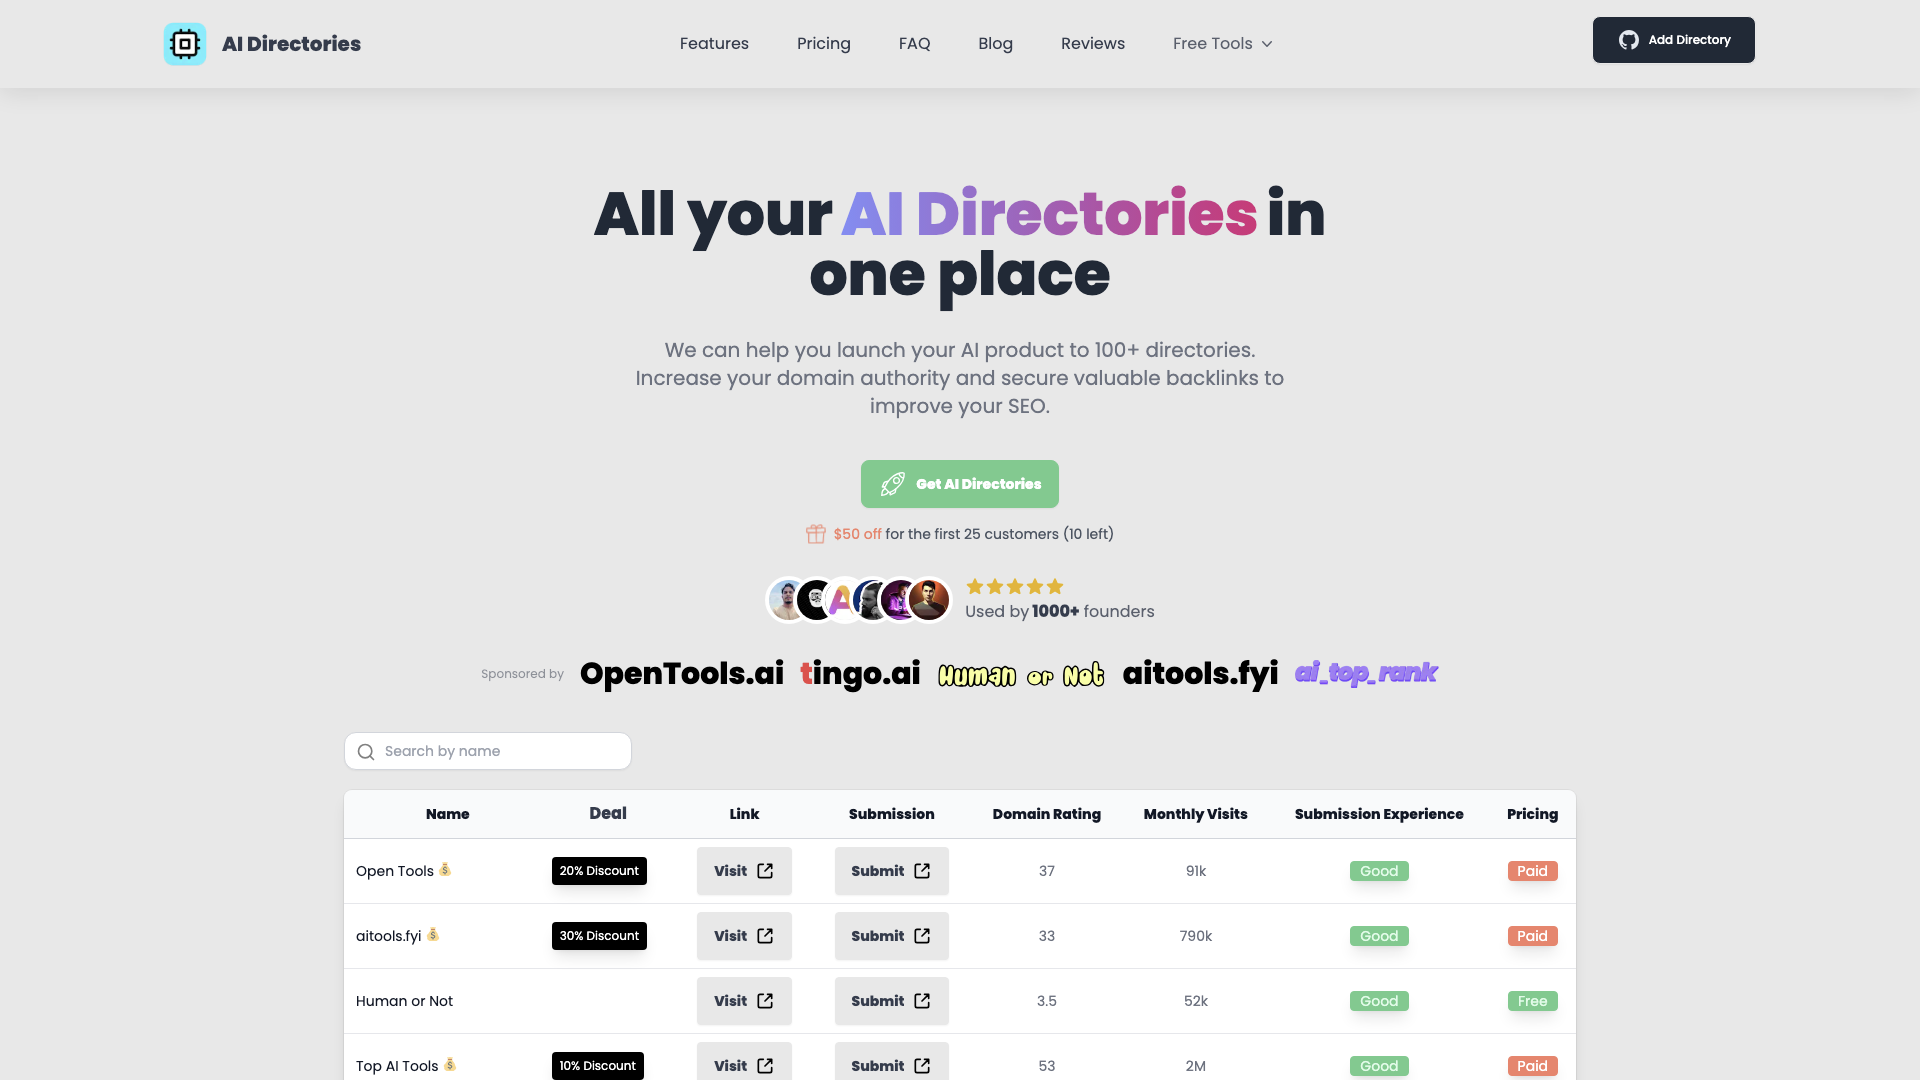 AI Directories
Features
Pricing
FAQ
Blog
Reviews
Free Tools
Add Directory
All your AI Directories in
one place
We can help you launch your AI product to 100+ directories.
Increase your domain authority and secure valuable backlinks to
improve your SEO.
Get AI Directories
$50 off for the first 25 customers (10 left)
Used by 1000+ founders
Sponsored by
OpenTools.ai
tingo.ai
Human or Not
aitools.fyi
ai_top_rank
Search by name
Name Deal Link Submission Domain Rating Monthly Visits Submission Experience Pricing
Open Tools 💰 20% Discount Visit Submit 37 91k Good Paid
aitools.fyi 💰 30% Discount Visit Submit 33 790k Good Paid
Human or Not Visit Submit 3.5 52k Good Free
Top AI Tools 💰 10% Discount Visit Submit 53 2M Good Paid